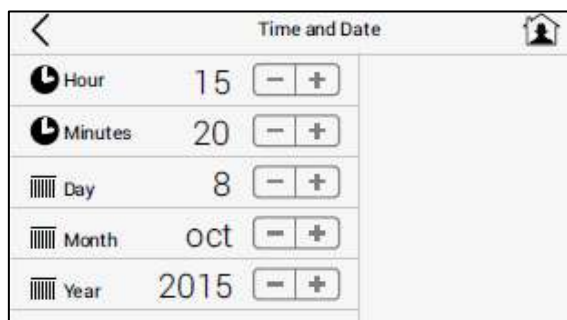 Time and Date
Hour 15 - +
Minutes 20 - +
Day 8 - +
Month oct - +
Year 2015 - +